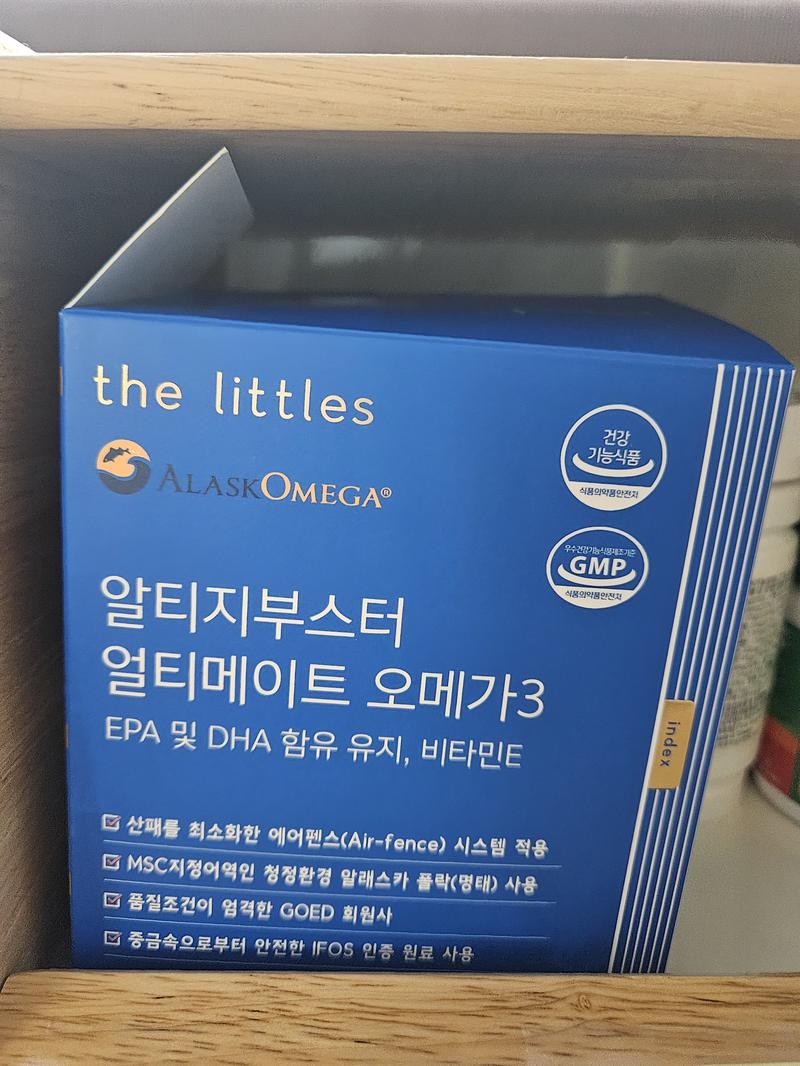 the littles
ALASKOMEGA®
건강
기능식품
식품의약품안전처
우수건강기능식품제조기준
GMP
식품의약품안전처
알티지부스터
얼티메이트 오메가3
EPA 및 DHA 함유 유지, 비타민E
index
산패를 최소화한 에어펜스(Air-fence) 시스템 적용
MSC지정어역인 청정환경 알래스카 폴락(명태) 사용
품질조건이 엄격한 GOED 회원사
중금속으로부터 안전한 IFOS 인증 원료 사용